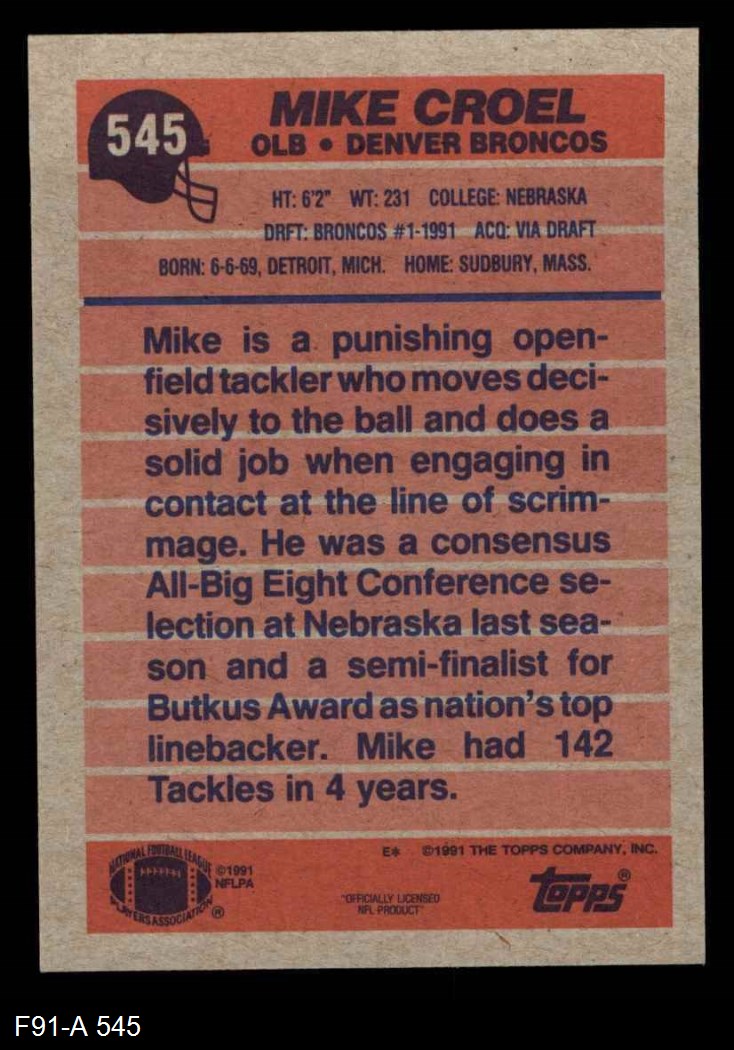 545
MIKE CROEL
OLB • DENVER BRONCOS
HT: 6'2" WT: 231 COLLEGE: NEBRASKA
DRFT: BRONCOS #1-1991 ACQ: VIA DRAFT
BORN: 6-6-69, DETROIT, MICH. HOME: SUDBURY, MASS.
Mike is a punishing open-
field tackler who moves deci-
sively to the ball and does a
solid job when engaging in
contact at the line of scrim-
mage. He was a consensus
All-Big Eight Conference se-
lection at Nebraska last sea-
son and a semi-finalist for
Butkus Award as nation's top
linebacker. Mike had 142
Tackles in 4 years.
E* ©1991 THE TOPPS COMPANY, INC.
NATIONAL FOOTBALL LEAGUE
PLAYERS ASSOCIATION
®
©1991
NFLPA
"OFFICIALLY LICENSED
NFL PRODUCT"
topps®
F91-A 545